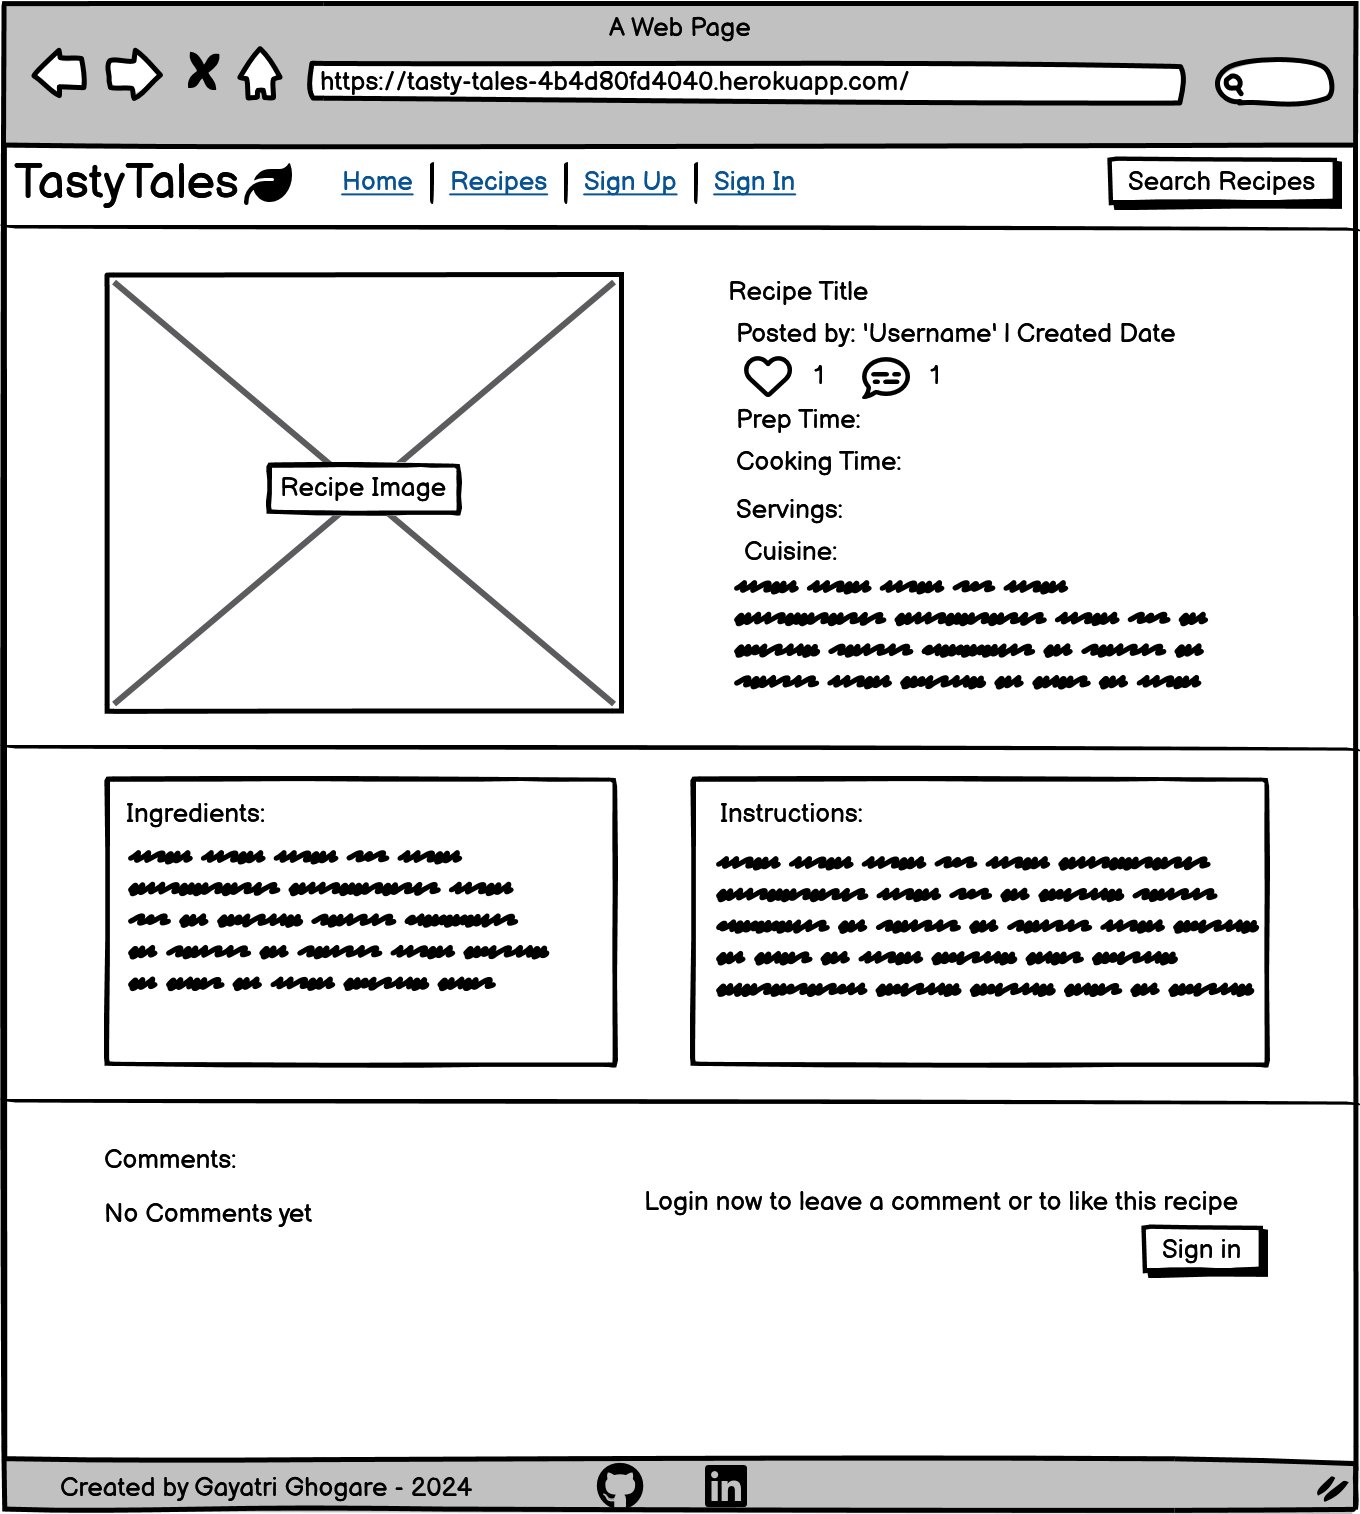 A Web Page
https://tasty-tales-4b4d80fd4040.herokuapp.com/
TastyTales Home | Recipes | Sign Up | Sign In Search Recipes
Recipe Title
Posted by: 'Username' | Created Date
1 1
Prep Time:
Cooking Time:
Recipe Image
Servings:
Cuisine:
Ingredients:
Instructions:
Comments:
No Comments yet
Login now to leave a comment or to like this recipe
Sign in
Created by Gayatri Ghogare - 2024
in